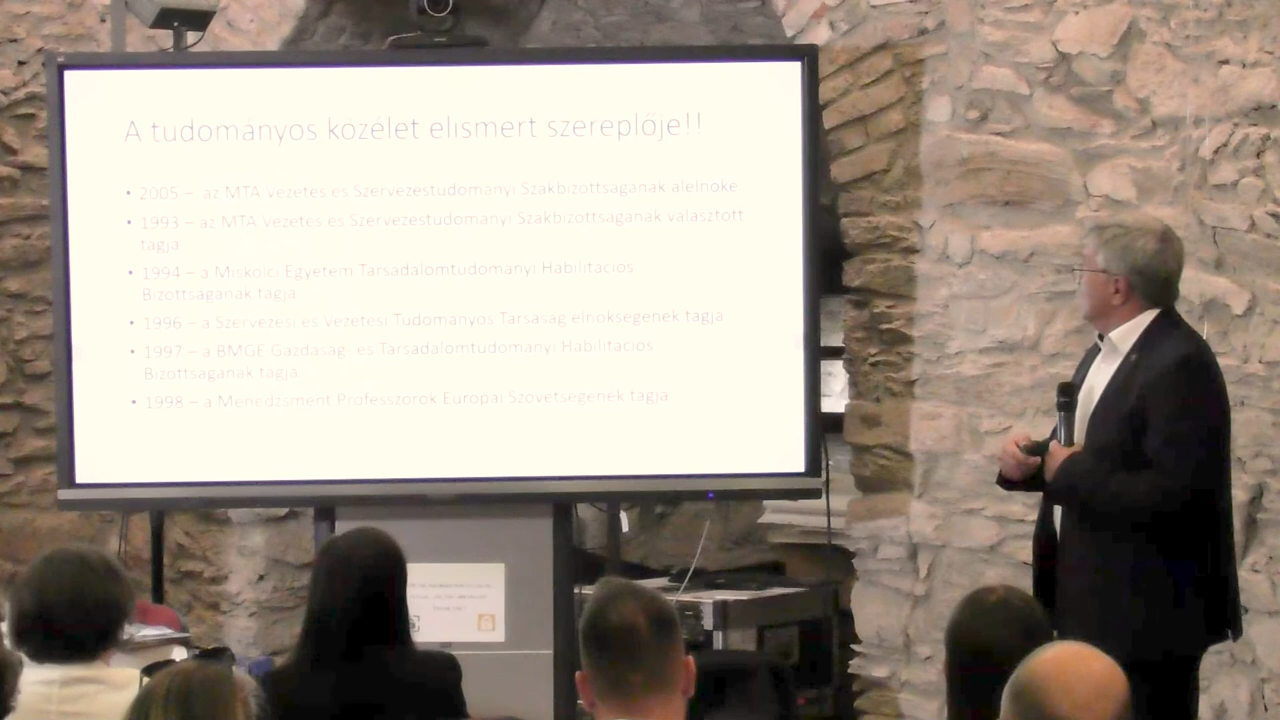 A tudományos közélet elismert szereplője!!
• 2005 – az MTA Vezetés és Szervezéstudományi Szakbizottságának alelnöke
• 1993 – az MTA Vezetés és Szervezéstudományi Szakbizottságának választott
tagja
• 1994 – a Miskolci Egyetem Társadalomtudományi Habilitációs
Bizottságának tagja
• 1996 – a Szervezési és Vezetési Tudományos Társaság elnökségének tagja
• 1997 – a BMGE Gazdaság- és Társadalomtudományi Habilitációs
Bizottságának tagja
• 1998 – a Menedzsment Professzorok Európai Szövetségének tagja